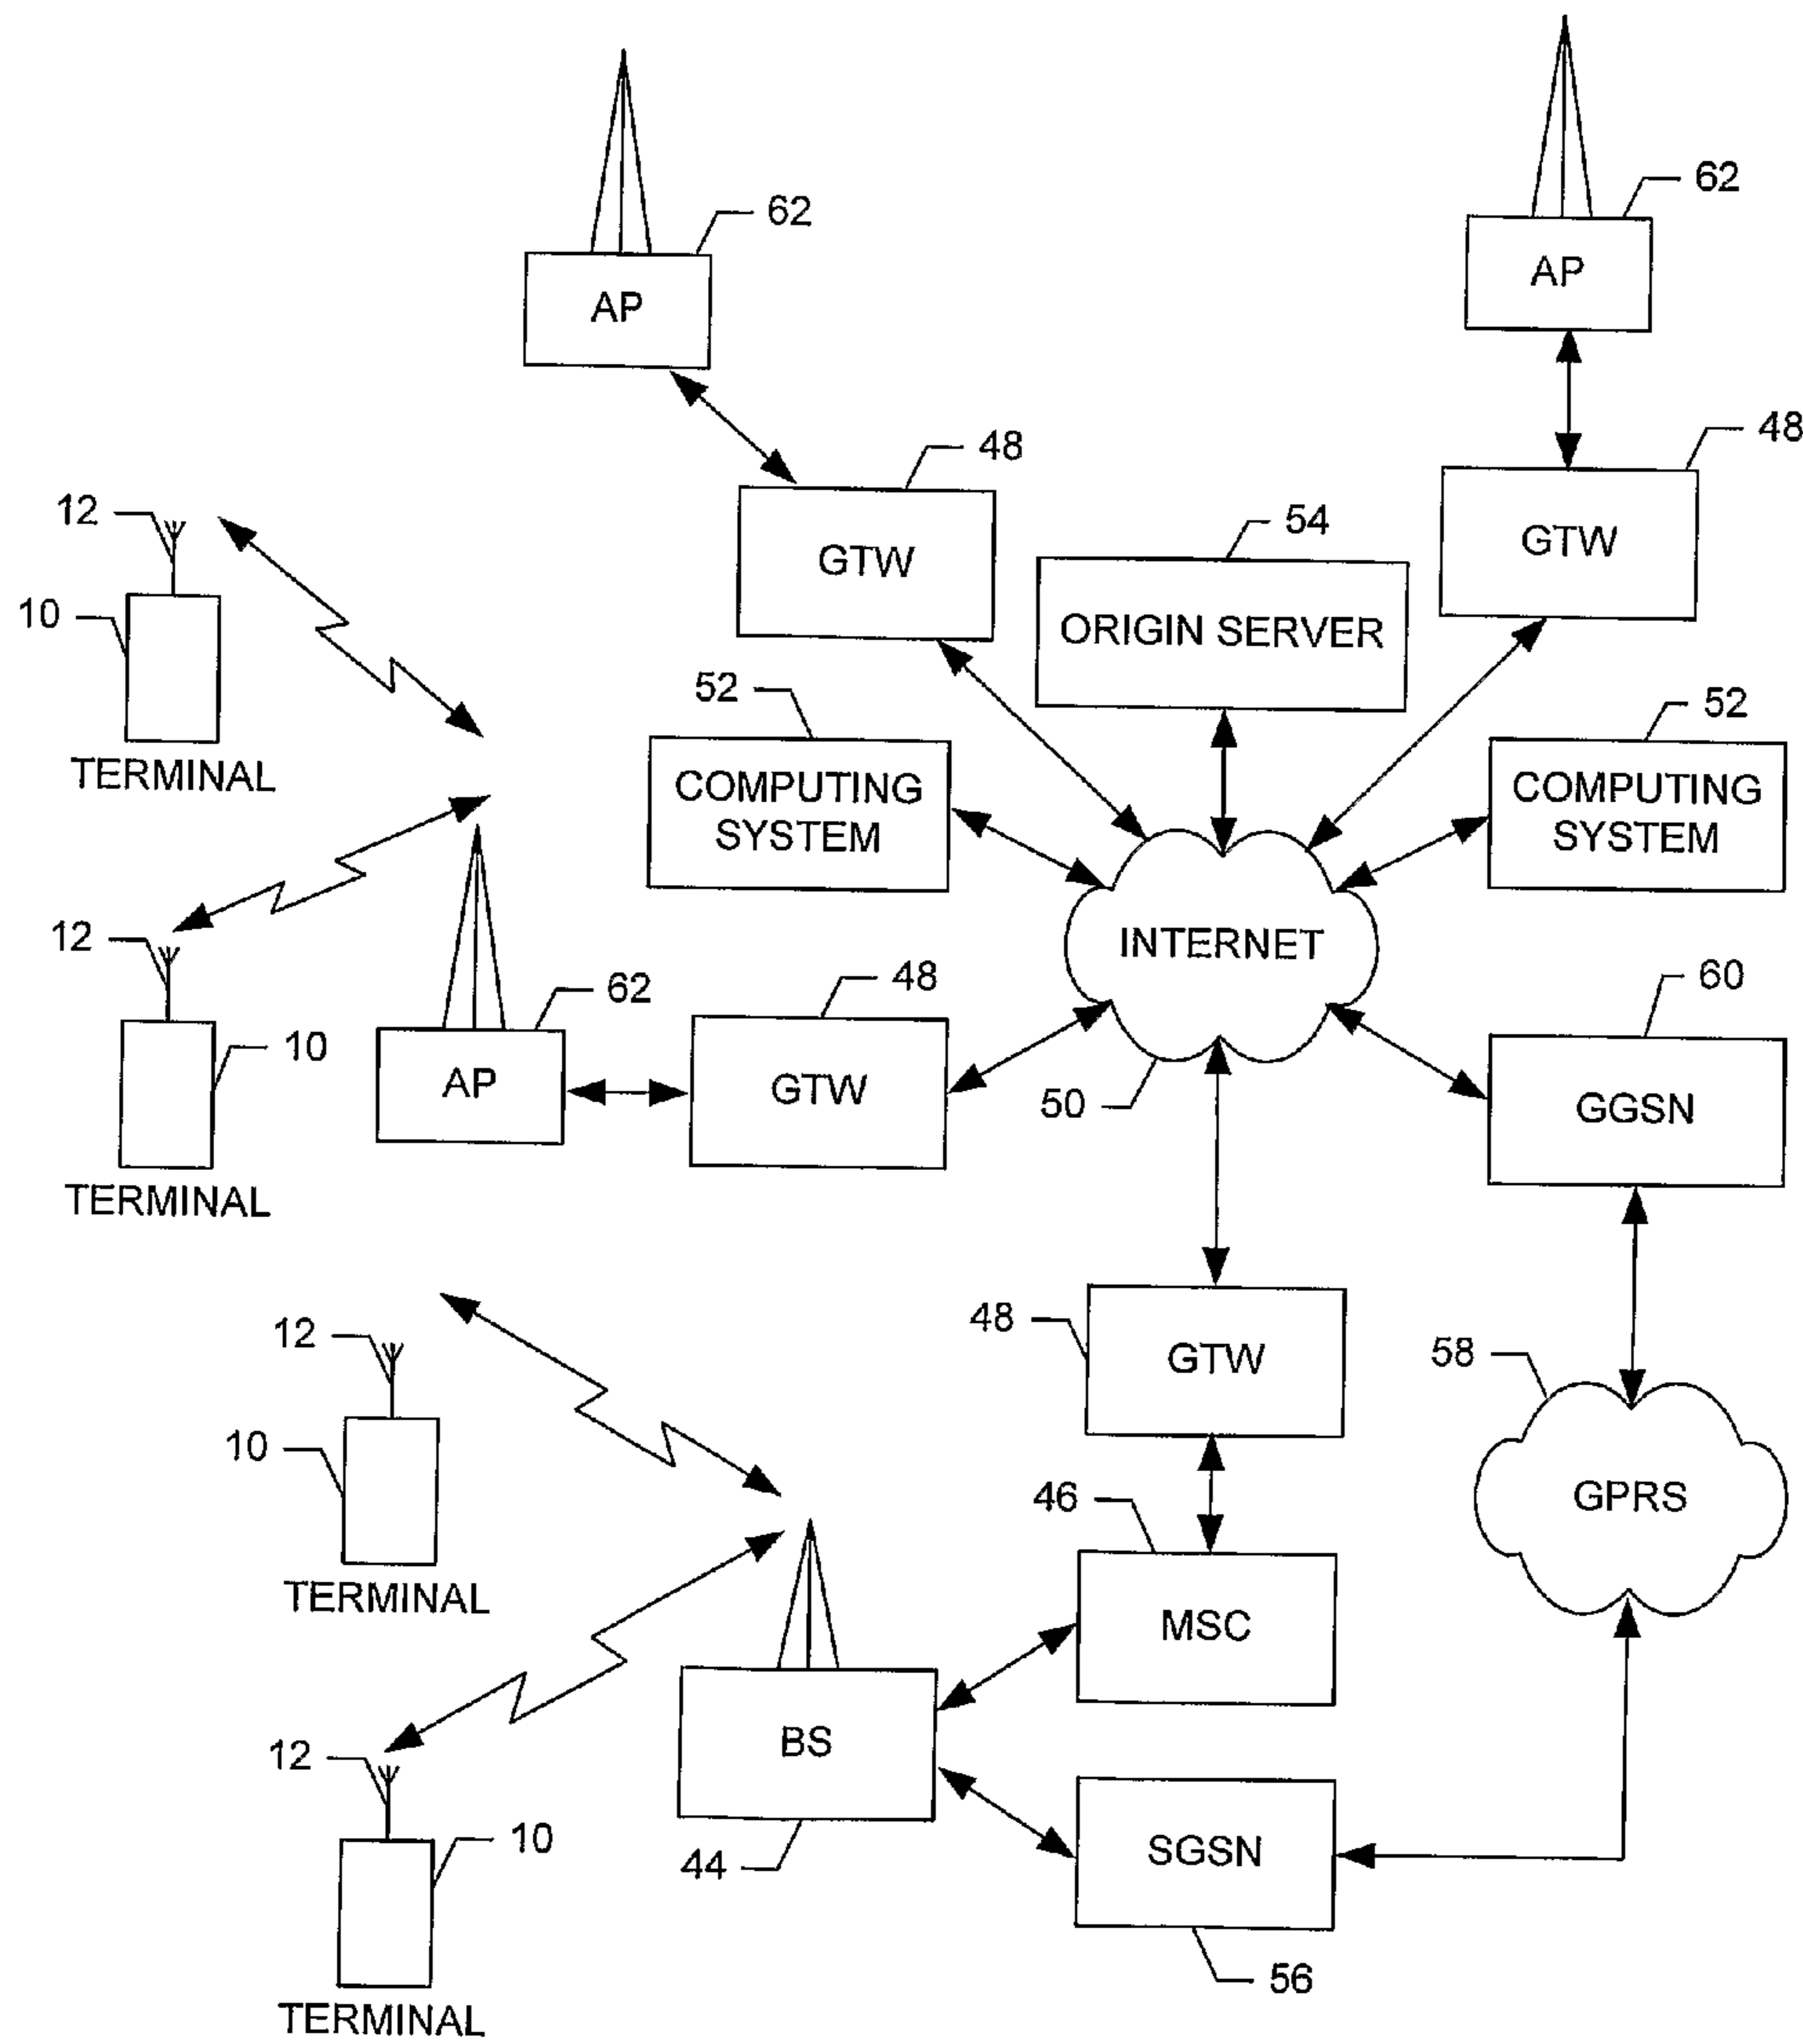 62
AP
62
AP
48
GTW
48
GTW
12
10
TERMINAL
54
ORIGIN SERVER
52
COMPUTING
SYSTEM
52
COMPUTING
SYSTEM
INTERNET
50
12
10
TERMINAL
62
AP
48
GTW
60
GGSN
48
GTW
58
GPRS
12
10
TERMINAL
46
MSC
BS
44
12
10
TERMINAL
SGSN
56